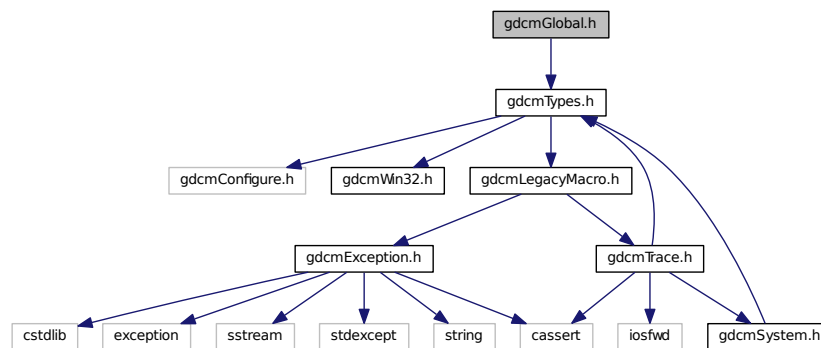 gdcmGlobal.h
gdcmTypes.h
gdcmConfigure.h
gdcmWin32.h
gdcmLegacyMacro.h
gdcmException.h
gdcmTrace.h
cstdlib
exception
sstream
stdexcept
string
cassert
iosfwd
gdcmSystem.h